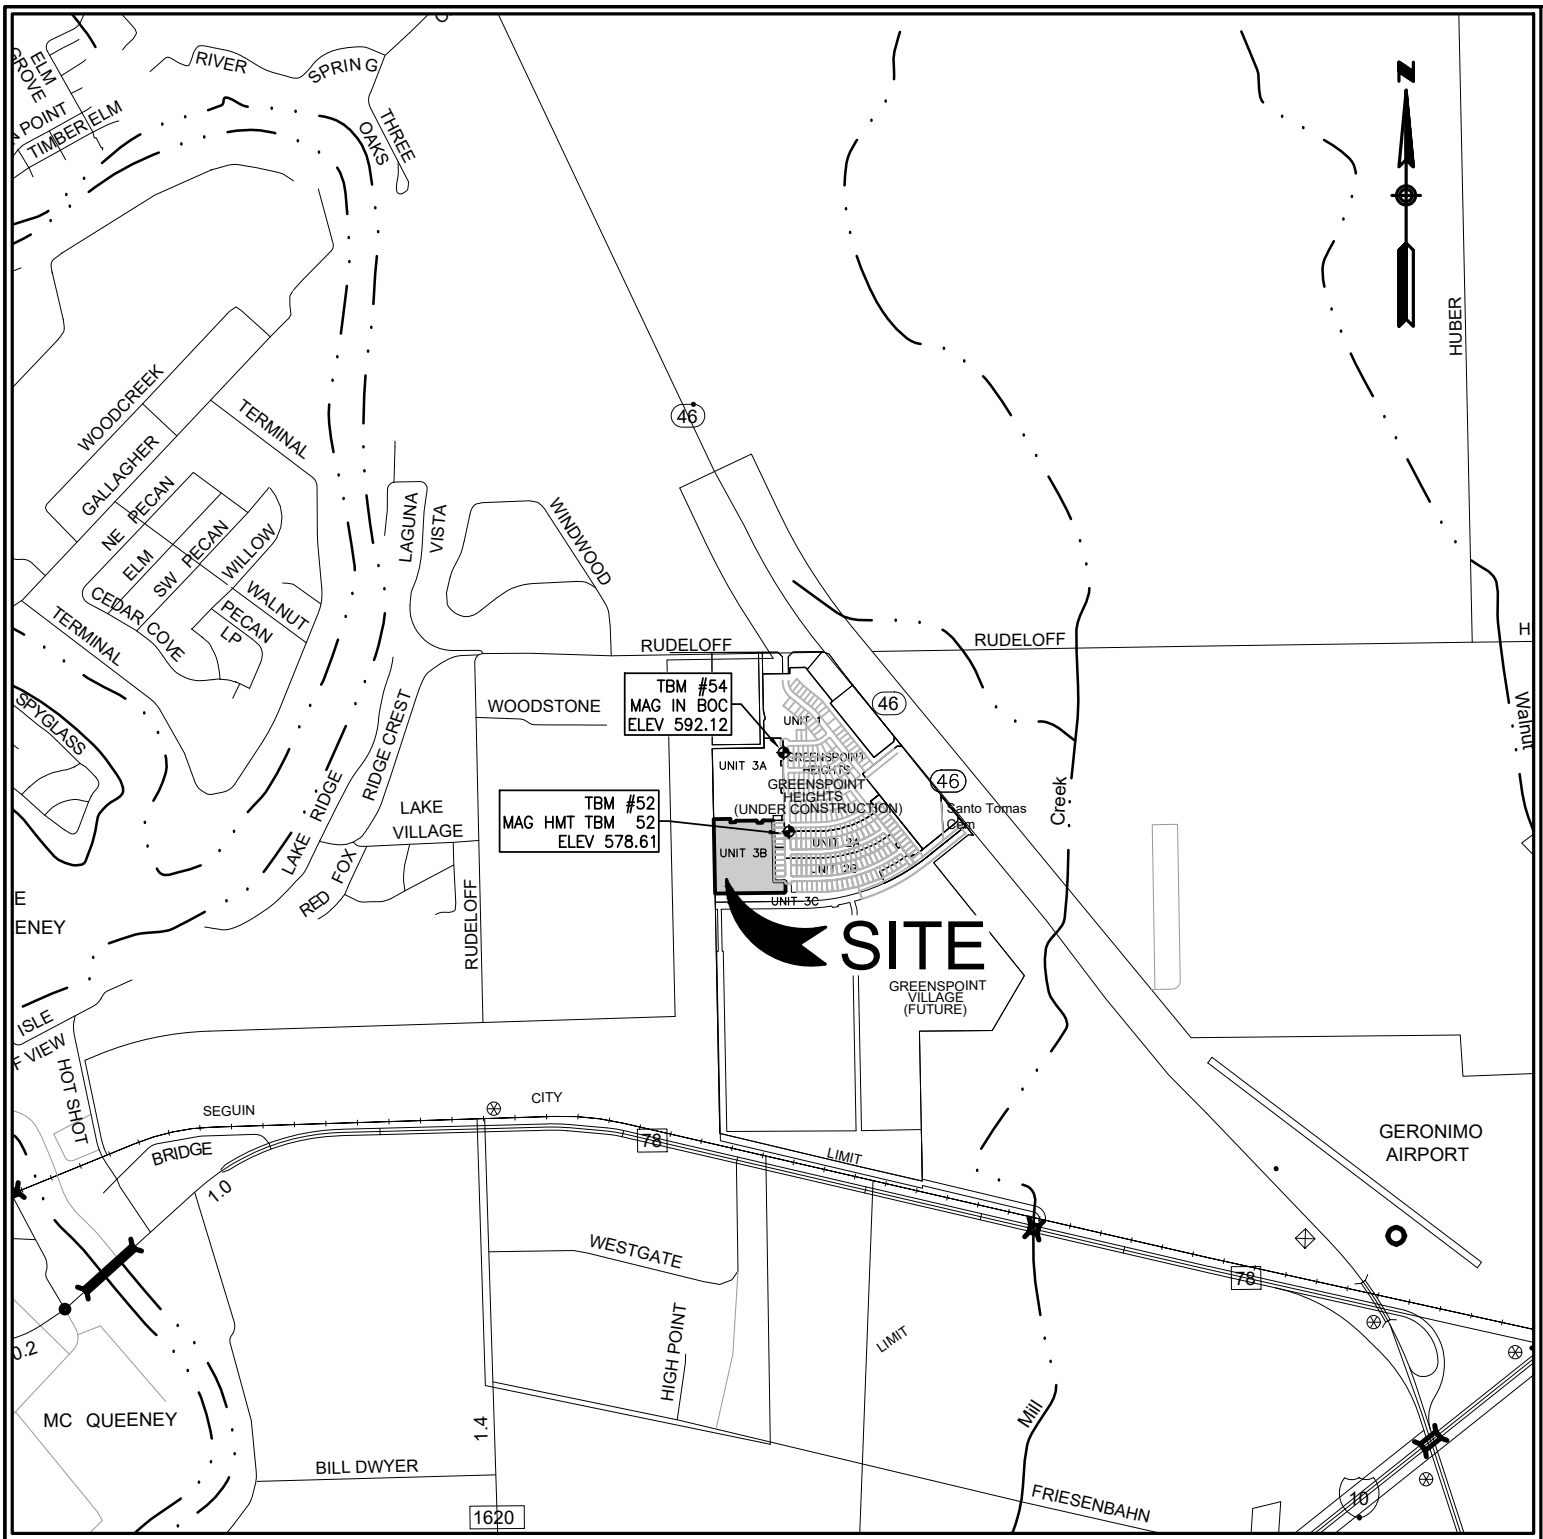 ELM
GROVE
POINT
TIMBER ELM
RIVER
SPRING
THREE
OAKS
N
HUBER
46
WOODCREEK
GALLAGHER
TERMINAL
NE PECAN
ELM
SW PECAN
WILLOW
CEDAR
COVE
WALNUT
PECAN
LP
TERMINAL
LAGUNA
VISTA
WINDWOOD
RUDELOFF
RUDELOFF
H
SPYGLASS
WOODSTONE
TBM #54
MAG IN BOC
ELEV 592.12
46
UNIT 1
Walnut
RIDGE CREST
LAKE RIDGE
UNIT 3A
GREENSPOINT
HEIGHTS
GREENSPOINT
HEIGHTS
(UNDER CONSTRUCTION)
46
Santo Tomas
Cem
Creek
TBM #52
MAG HMT TBM 52
ELEV 578.61
LAKE
VILLAGE
RED FOX
UNIT 3B
UNIT 2A
UNIT 2B
UNIT 3C
E
ENEY
RUDELOFF
SITE
GREENSPOINT
VILLAGE
(FUTURE)
ISLE
F VIEW
HOT SHOT
SEGUIN
CITY
LIMIT
BRIDGE
78
1.0
GERONIMO
AIRPORT
WESTGATE
78
HIGH POINT
LIMIT
0.2
MC QUEENEY
1.4
Mill
BILL DWYER
1620
FRIESENBAHN
10